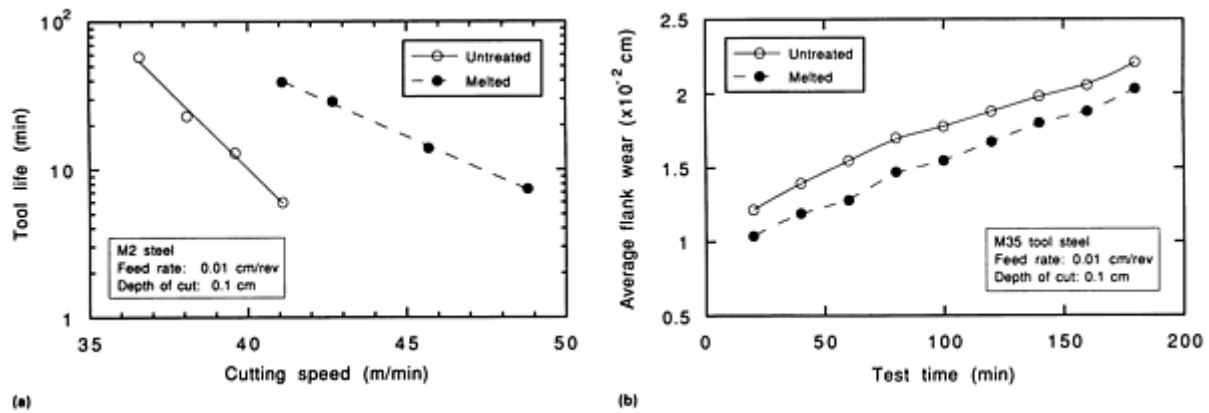 10²
10
1
Tool life (min)
Untreated
Melted
M2 steel
Feed rate: 0.01 cm/rev
Depth of cut: 0.1 cm
35 40 45 50
Cutting speed (m/min)
(a)
2.5
2
1.5
1
0.5
Average flank wear (x10⁻² cm)
Untreated
Melted
M35 tool steel
Feed rate: 0.01 cm/rev
Depth of cut: 0.1 cm
0 50 100 150 200
Test time (min)
(b)